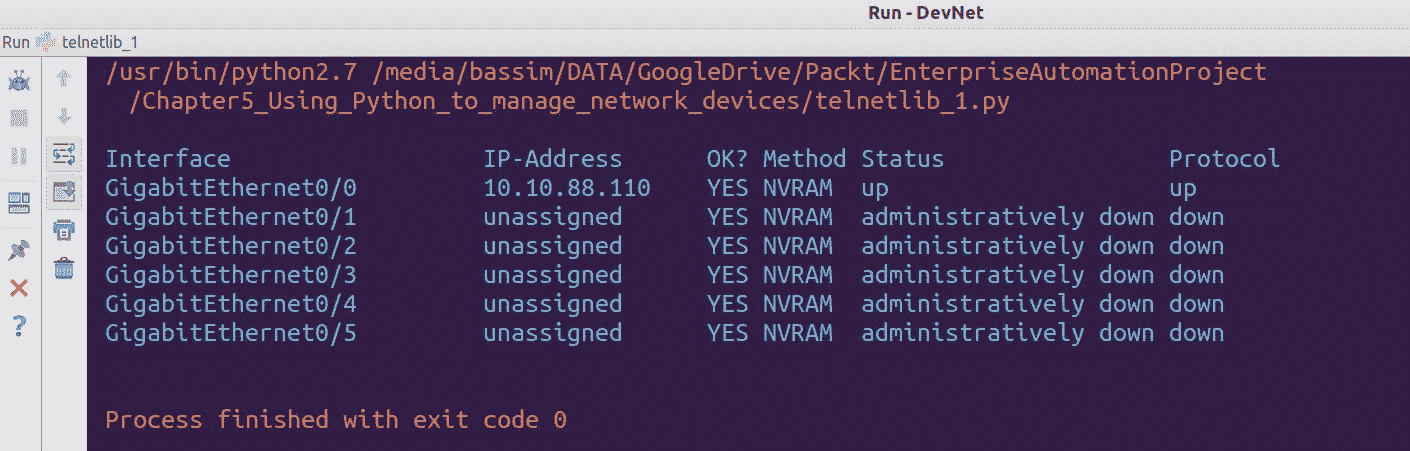 Run - DevNet
Run telnetlib_1
/usr/bin/python2.7 /media/bassim/DATA/GoogleDrive/Packt/EnterpriseAutomationProject
/Chapter5_Using_Python_to_manage_network_devices/telnetlib_1.py
Interface IP-Address OK? Method Status Protocol
GigabitEthernet0/0 10.10.88.110 YES NVRAM up up
GigabitEthernet0/1 unassigned YES NVRAM administratively down down
GigabitEthernet0/2 unassigned YES NVRAM administratively down down
GigabitEthernet0/3 unassigned YES NVRAM administratively down down
GigabitEthernet0/4 unassigned YES NVRAM administratively down down
GigabitEthernet0/5 unassigned YES NVRAM administratively down down
Process finished with exit code 0